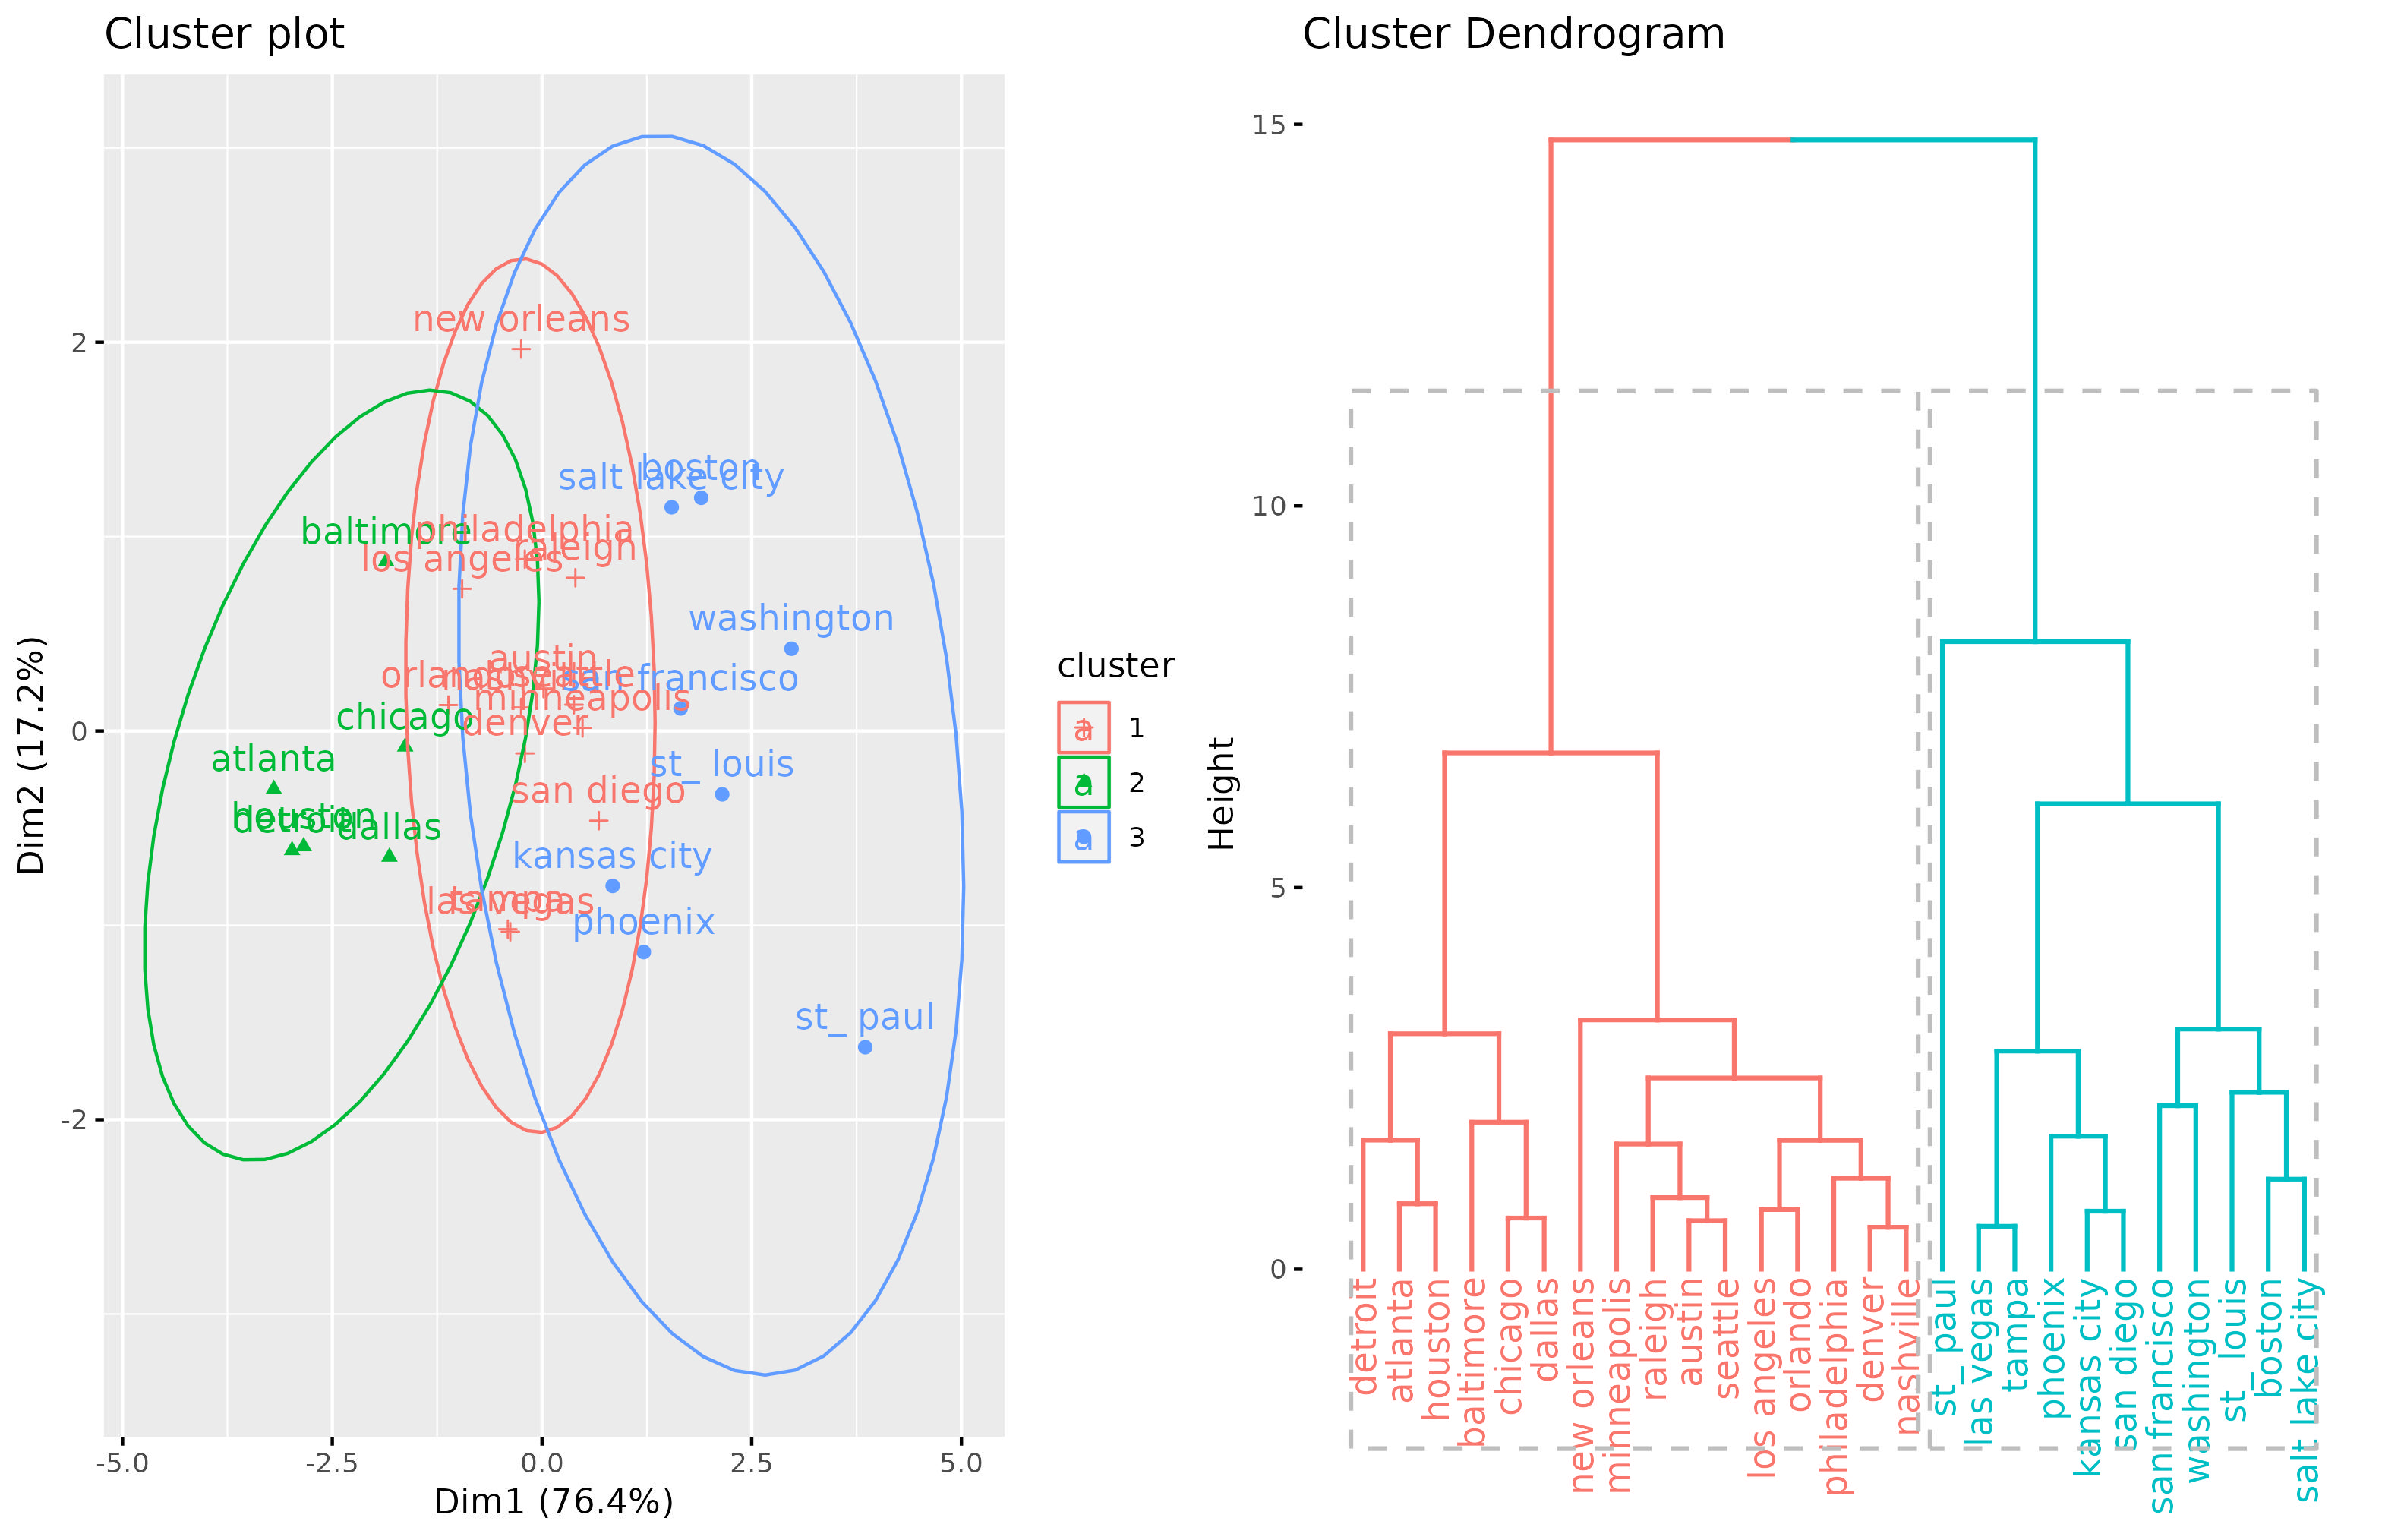 Cluster plot
new orleans
boston
salt lake city
philadelphia
baltimore
raleigh
los angeles
washington
austin
orlando
nashville
seattle
san francisco
minneapolis
chicago
denver
atlanta
st_ louis
san diego
houston
detroit
dallas
kansas city
tampa
las vegas
phoenix
st_ paul
2
0
-2
-5.0
-2.5
0.0
2.5
5.0
Dim1 (76.4%)
Dim2 (17.2%)
cluster
a 1
a 2
a 3
Cluster Dendrogram
15
10
5
0
Height
detroit
atlanta
houston
baltimore
chicago
dallas
new orleans
minneapolis
raleigh
austin
seattle
los angeles
orlando
philadelphia
denver
nashville
st_ paul
las vegas
tampa
phoenix
kansas city
san diego
san francisco
washington
st_ louis
boston
salt lake city